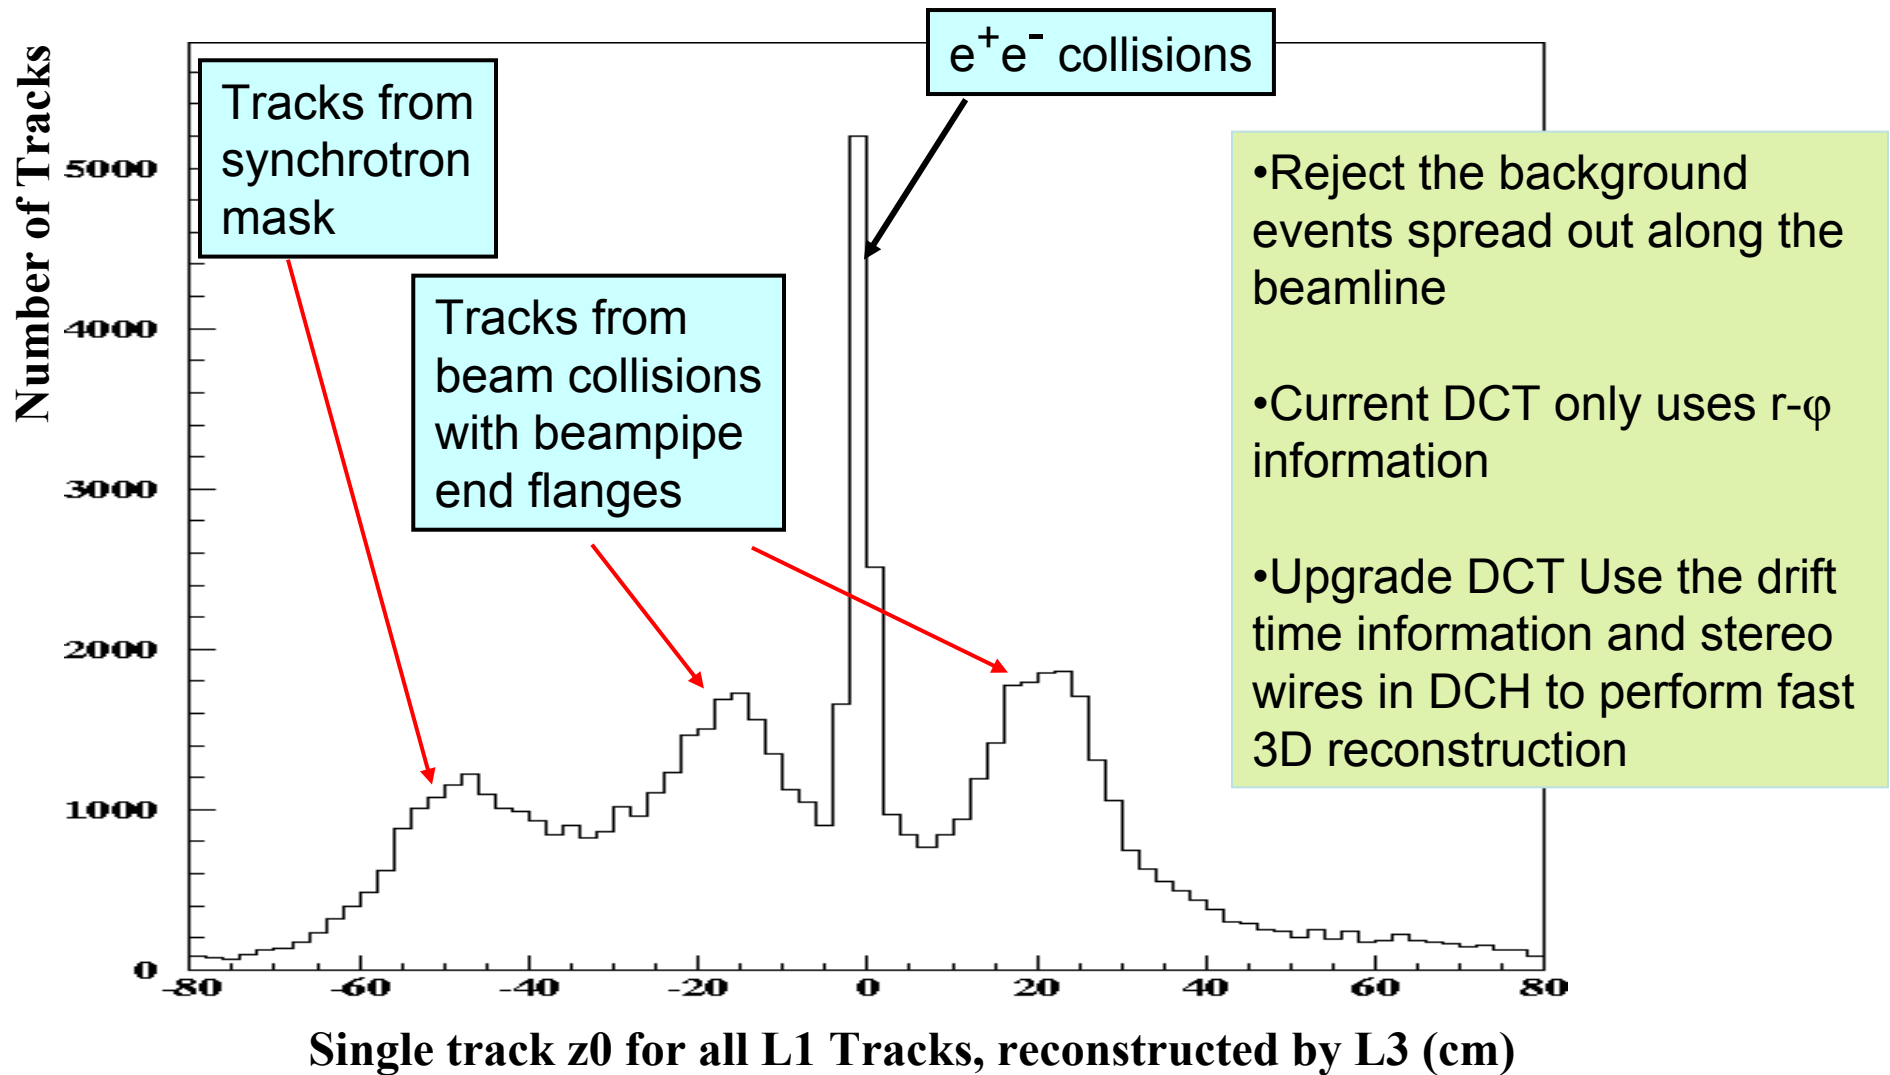 e⁺e⁻ collisions
Tracks from
synchrotron
mask
Tracks from
beam collisions
with beampipe
end flanges
•Reject the background
events spread out along the
beamline
•Current DCT only uses r-φ
information
•Upgrade DCT Use the drift
time information and stereo
wires in DCH to perform fast
3D reconstruction
Number of Tracks
5000
4000
3000
2000
1000
0
-80 -60 -40 -20 0 20 40 60 80
Single track z0 for all L1 Tracks, reconstructed by L3 (cm)